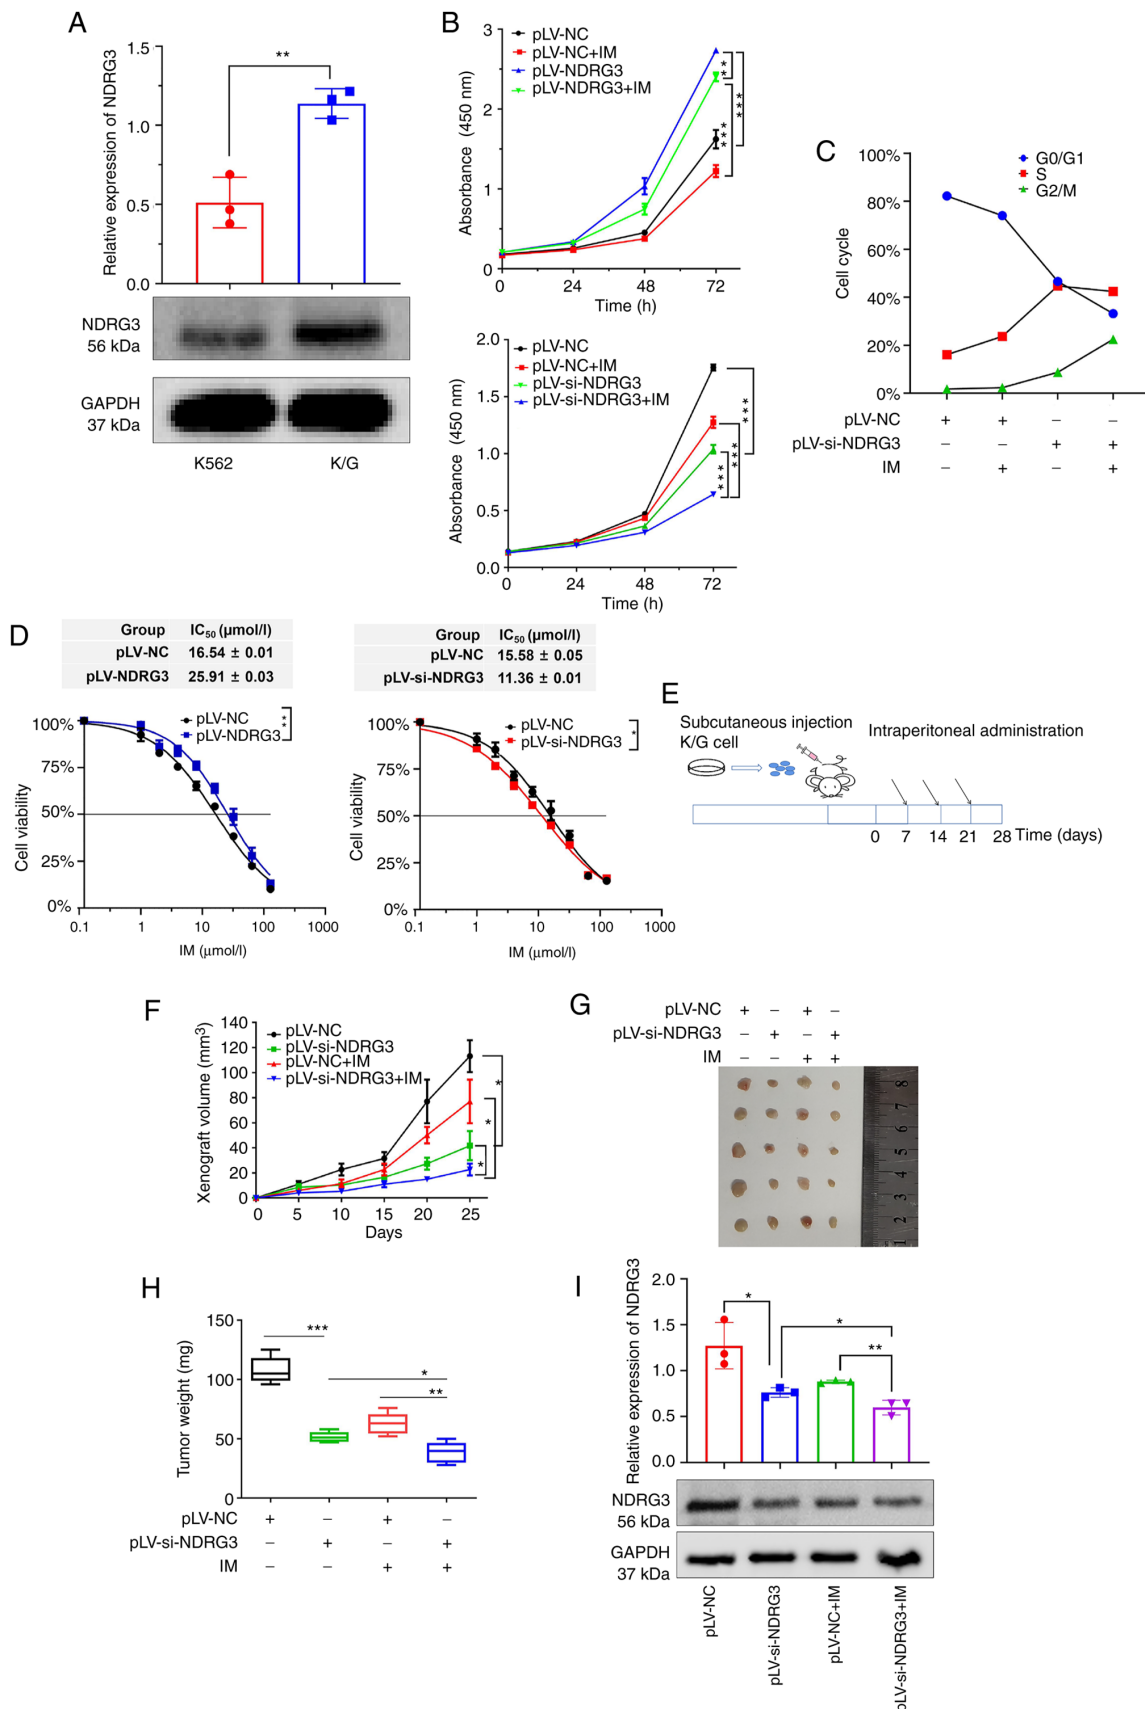 A
Relative expression of NDRG3
1.5
1.0
0.5
0.0
**
NDRG3
56 kDa
GAPDH
37 kDa
K562 K/G
B
Absorbance (450 nm)
3
2
1
0
pLV-NC
pLV-NC+IM
pLV-NDRG3
pLV-NDRG3+IM
**
***
***
0 24 48 72
Time (h)
Absorbance (450 nm)
2.0
1.5
1.0
0.5
0.0
pLV-NC
pLV-NC+IM
pLV-si-NDRG3
pLV-si-NDRG3+IM
***
***
***
0 24 48 72
Time (h)
C
Cell cycle
100%
80%
60%
40%
20%
0%
G0/G1
S
G2/M
pLV-NC + + − −
pLV-si-NDRG3 − − + +
IM − + − +
D
Group IC50 (μmol/l)
pLV-NC 16.54 ± 0.01
pLV-NDRG3 25.91 ± 0.03
Cell viability
100%
75%
50%
25%
0%
pLV-NC
pLV-NDRG3
**
0.1 1 10 100 1000
IM (μmol/l)
Group IC50 (μmol/l)
pLV-NC 15.58 ± 0.05
pLV-si-NDRG3 11.36 ± 0.01
Cell viability
100%
75%
50%
25%
0%
pLV-NC
pLV-si-NDRG3
*
0.1 1 10 100 1000
IM (μmol/l)
E
Subcutaneous injection
K/G cell
Intraperitoneal administration
0 7 14 21 28 Time (days)
F
Xenograft volume (mm3)
140
120
100
80
60
40
20
0
pLV-NC
pLV-si-NDRG3
pLV-NC+IM
pLV-si-NDRG3+IM
*
*
*
0 5 10 15 20 25
Days
G
pLV-NC + − + −
pLV-si-NDRG3 − + − +
IM − − + +
8
7
6
5
4
3
2
1
H
Tumor weight (mg)
150
100
50
0
***
*
**
pLV-NC + − + −
pLV-si-NDRG3 − + − +
IM − − + +
I
Relative expression of NDRG3
2.0
1.5
1.0
0.5
0.0
*
*
**
NDRG3
56 kDa
GAPDH
37 kDa
pLV-NC
pLV-si-NDRG3
pLV-NC+IM
pLV-si-NDRG3+IM